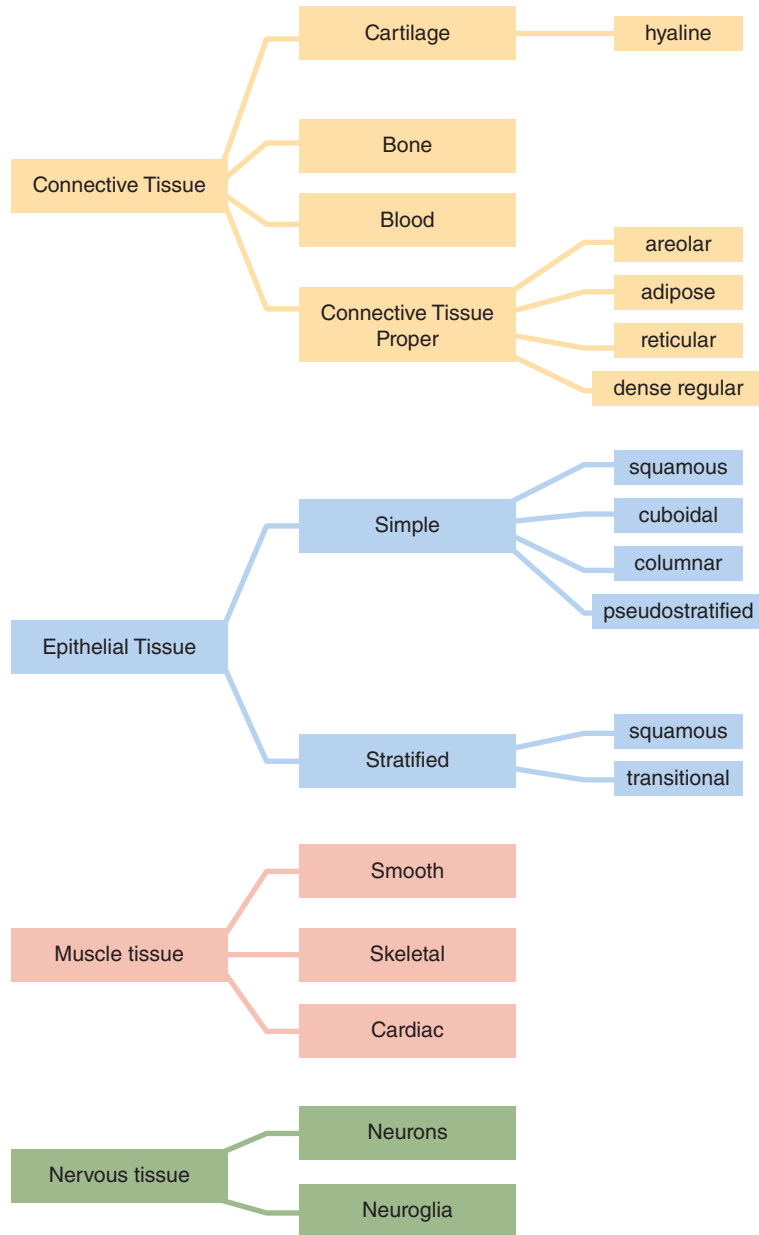 Connective Tissue
Cartilage
hyaline
Bone
Blood
Connective Tissue
Proper
areolar
adipose
reticular
dense regular
Epithelial Tissue
Simple
squamous
cuboidal
columnar
pseudostratified
Stratified
squamous
transitional
Muscle tissue
Smooth
Skeletal
Cardiac
Nervous tissue
Neurons
Neuroglia